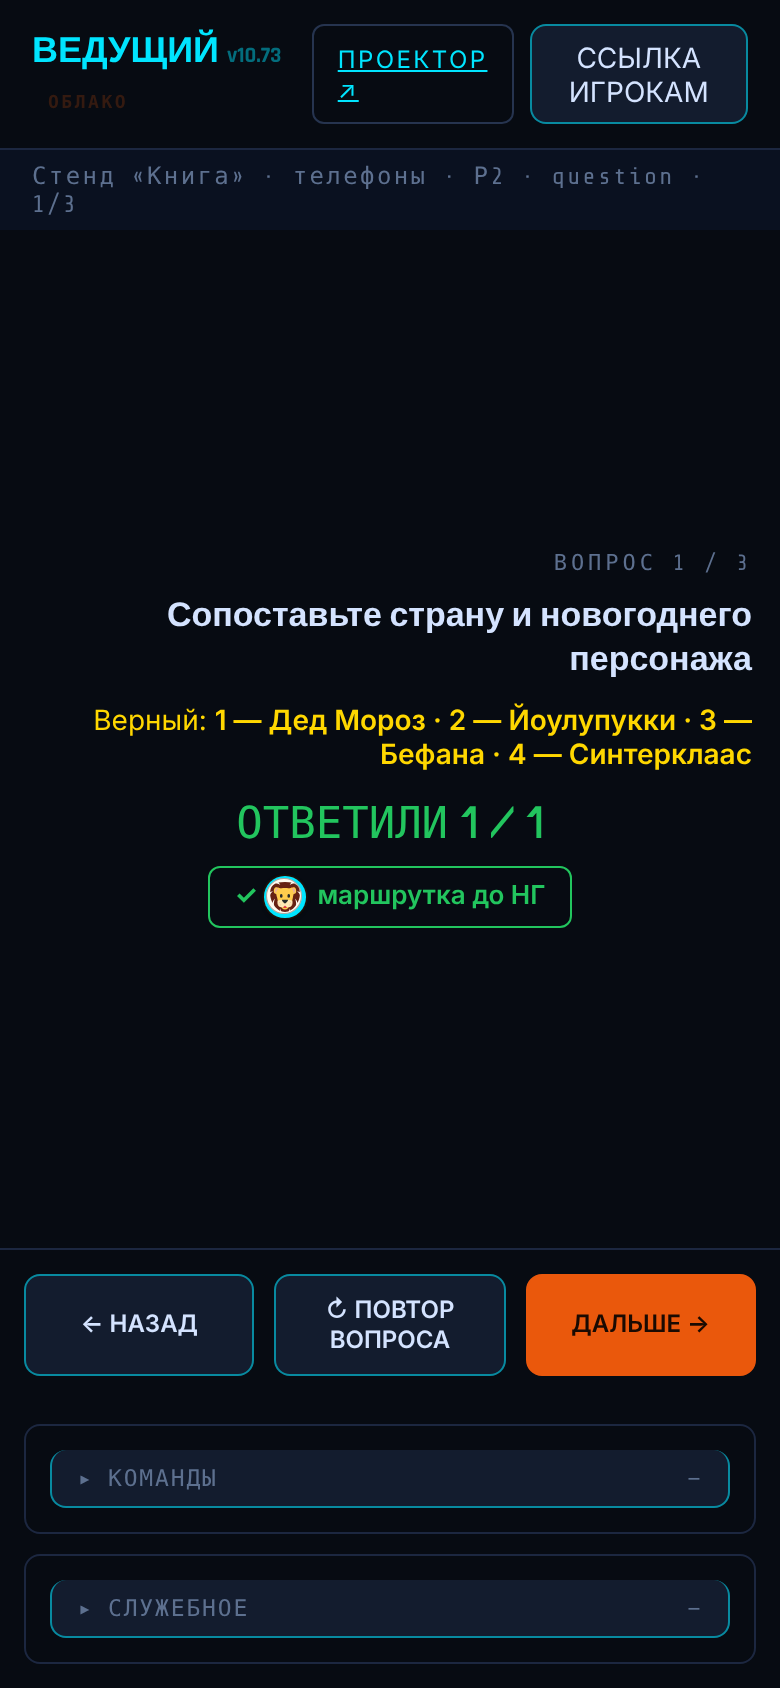 ВЕДУЩИЙ v10.73
ОБЛАКО
ПРОЕКТОР
↗
ССЫЛКА
ИГРОКАМ
Стенд «Книга» · телефоны · P2 · question ·
1/3
ВОПРОС 1 / 3
Сопоставьте страну и новогоднего
персонажа
Верный: 1 — Дед Мороз · 2 — Йоулупукки · 3 —
Бефана · 4 — Синтерклаас
ОТВЕТИЛИ 1/1
✓ маршрутка до НГ
← НАЗАД
↻ ПОВТОР
ВОПРОСА
ДАЛЬШЕ →
▸ КОМАНДЫ —
▸ СЛУЖЕБНОЕ —